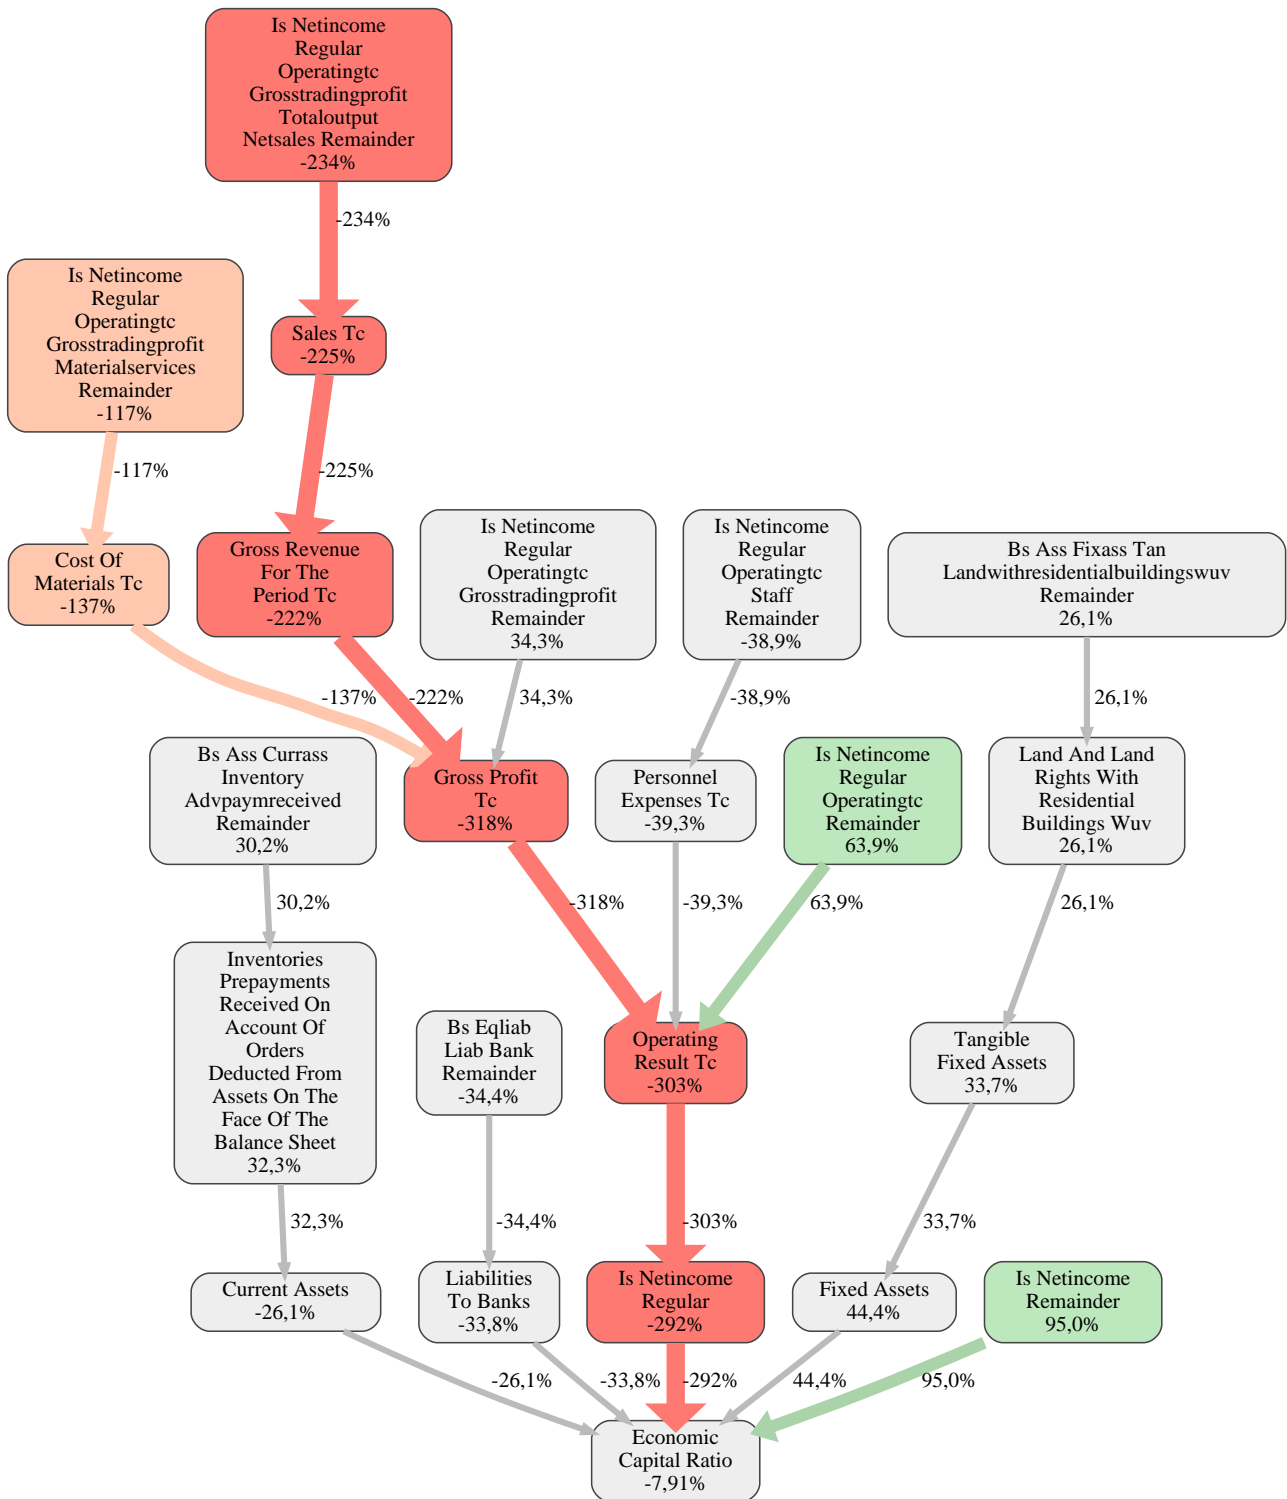 Is Netincome
Regular
Operatingtc
Grosstradingprofit
Totaloutput
Netsales Remainder
-234%
-234%
Is Netincome
Regular
Operatingtc
Grosstradingprofit
Materialservices
Remainder
-117%
Sales Tc
-225%
-117%
-225%
Cost Of
Materials Tc
-137%
Gross Revenue
For The
Period Tc
-222%
Is Netincome
Regular
Operatingtc
Grosstradingprofit
Remainder
34,3%
Is Netincome
Regular
Operatingtc
Staff
Remainder
-38,9%
Bs Ass Fixass Tan
Landwithresidentialbuildingswuv
Remainder
26,1%
-137%
-222%
34,3%
-38,9%
26,1%
Bs Ass Currass
Inventory
Advpaymreceived
Remainder
30,2%
Gross Profit
Tc
-318%
Personnel
Expenses Tc
-39,3%
Is Netincome
Regular
Operatingtc
Remainder
63,9%
Land And Land
Rights With
Residential
Buildings Wuv
26,1%
30,2%
-318%
-39,3%
63,9%
26,1%
Inventories
Prepayments
Received On
Account Of
Orders
Deducted From
Assets On The
Face Of The
Balance Sheet
32,3%
Bs Eqliab
Liab Bank
Remainder
-34,4%
Operating
Result Tc
-303%
Tangible
Fixed Assets
33,7%
32,3%
-34,4%
-303%
33,7%
Current Assets
-26,1%
Liabilities
To Banks
-33,8%
Is Netincome
Regular
-292%
Fixed Assets
44,4%
Is Netincome
Remainder
95,0%
-26,1%
-33,8%
-292%
44,4%
95,0%
Economic
Capital Ratio
-7,91%